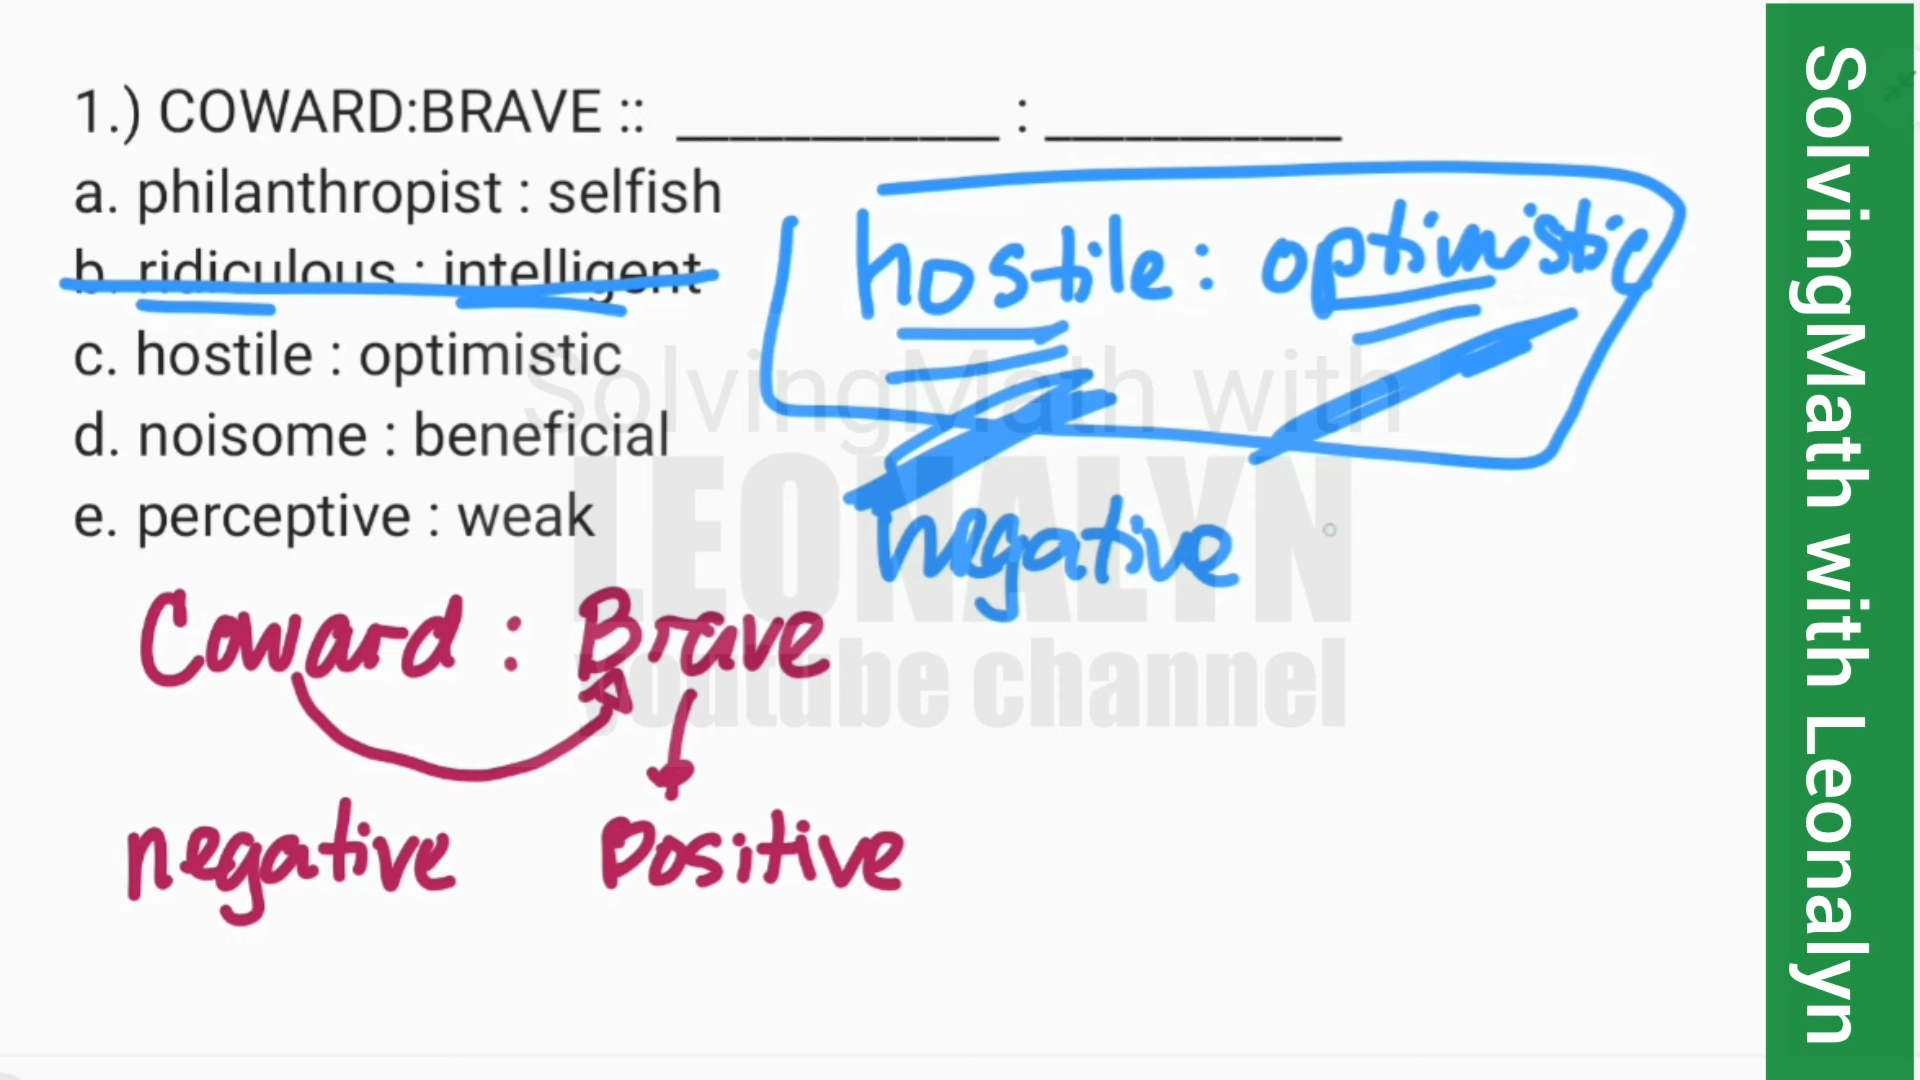 1.) COWARD:BRAVE :: ____________ : ___________
a. philanthropist : selfish
b. ridiculous : intelligent
c. hostile : optimistic
d. noisome : beneficial
e. perceptive : weak
hostile : optimistic
negative
Coward : Brave
negative Positive
SolvingMath with
LEONALYN
youtube channel
SolvingMath with Leonalyn